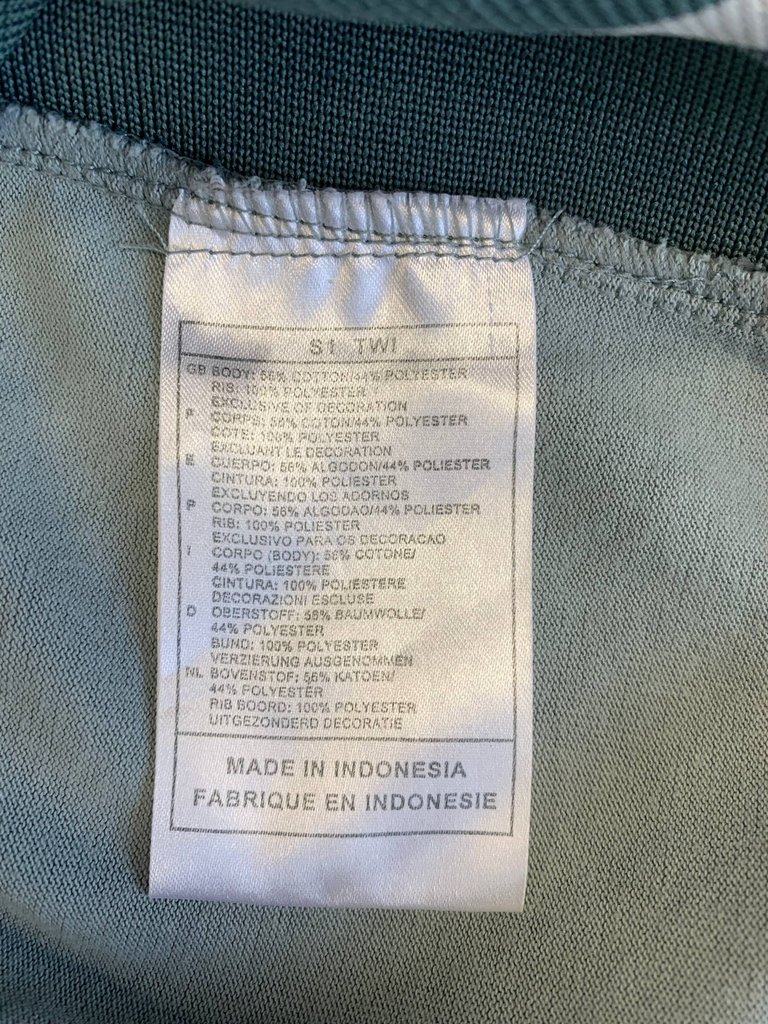 S1 TWI
GB BODY: 56% COTTON/44% POLYESTER
RIB: 100% POLYESTER
EXCLUSIVE OF DECORATION
F CORPS: 56% COTON/44% POLYESTER
COTE: 100% POLYESTER
EXCLUANT LE DECORATION
E CUERPO: 56% ALGODON/44% POLIESTER
CINTURA: 100% POLIESTER
EXCLUYENDO LOS ADORNOS
P CORPO: 56% ALGODAO/44% POLIESTER
RIB: 100% POLIESTER
EXCLUSIVO PARA OS DECORACAO
I CORPO (BODY): 56% COTONE/
44% POLIESTERE
CINTURA: 100% POLIESTERE
DECORAZIONI ESCLUSE
D OBERSTOFF: 56% BAUMWOLLE/
44% POLYESTER
BUND: 100% POLYESTER
VERZIERUNG AUSGENOMMEN
NL BOVENSTOF: 56% KATOEN/
44% POLYESTER
RIB BOORD: 100% POLYESTER
UITGEZONDERD DECORATIE
MADE IN INDONESIA
FABRIQUE EN INDONESIE